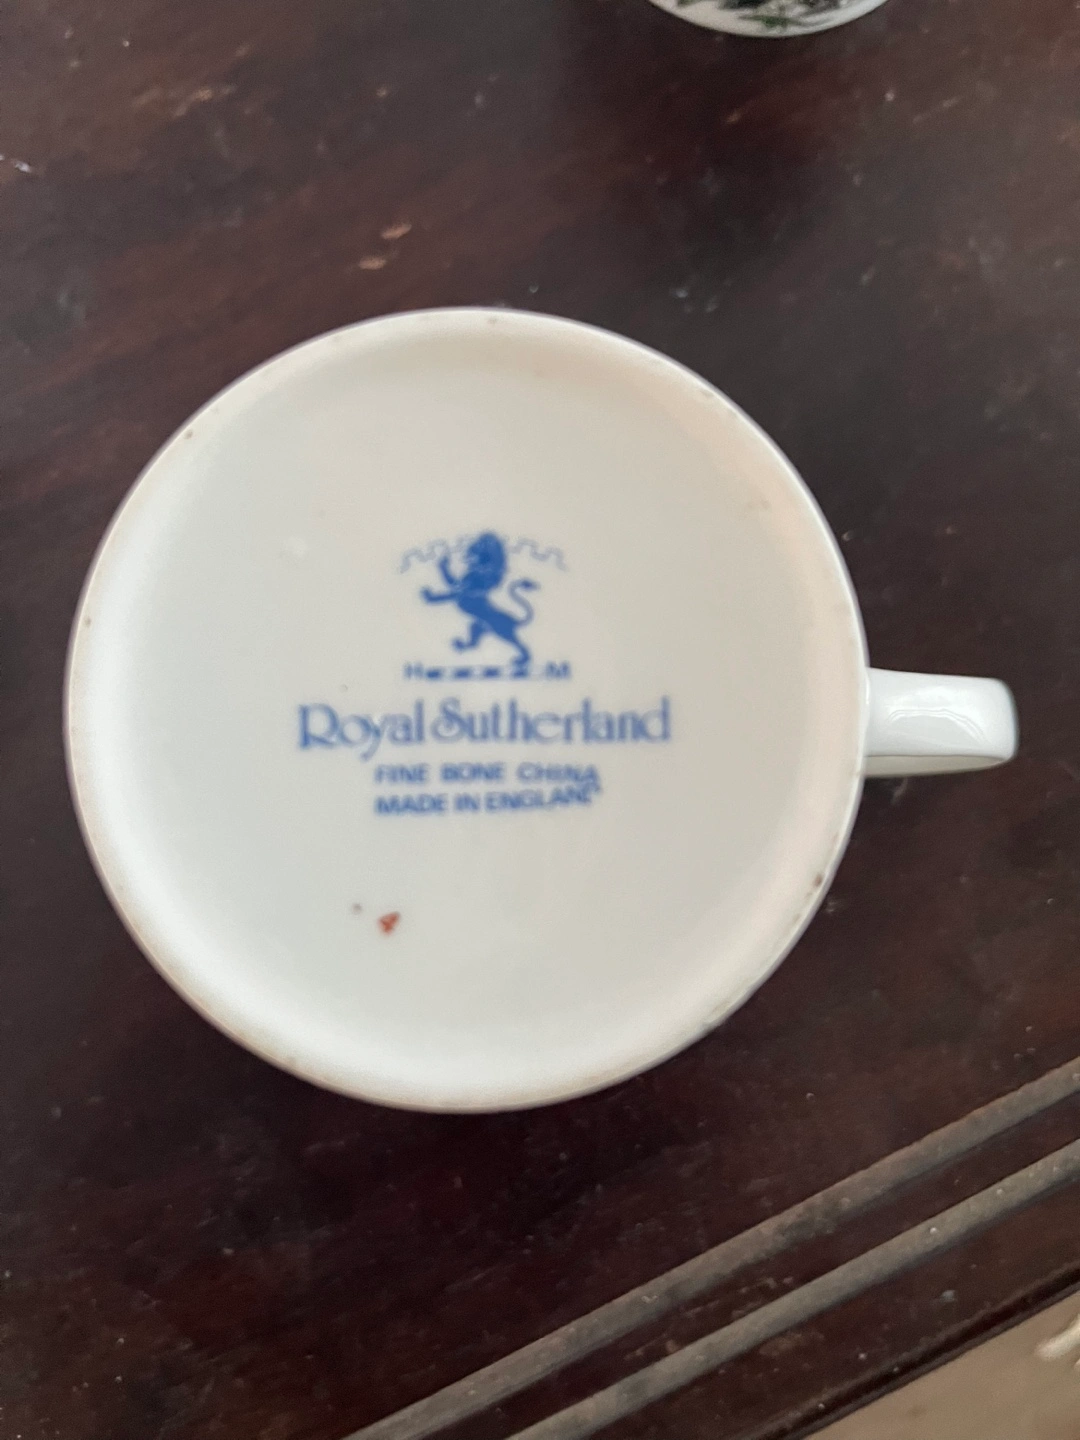 H M
Royal Sutherland
FINE BONE CHINA
MADE IN ENGLAND